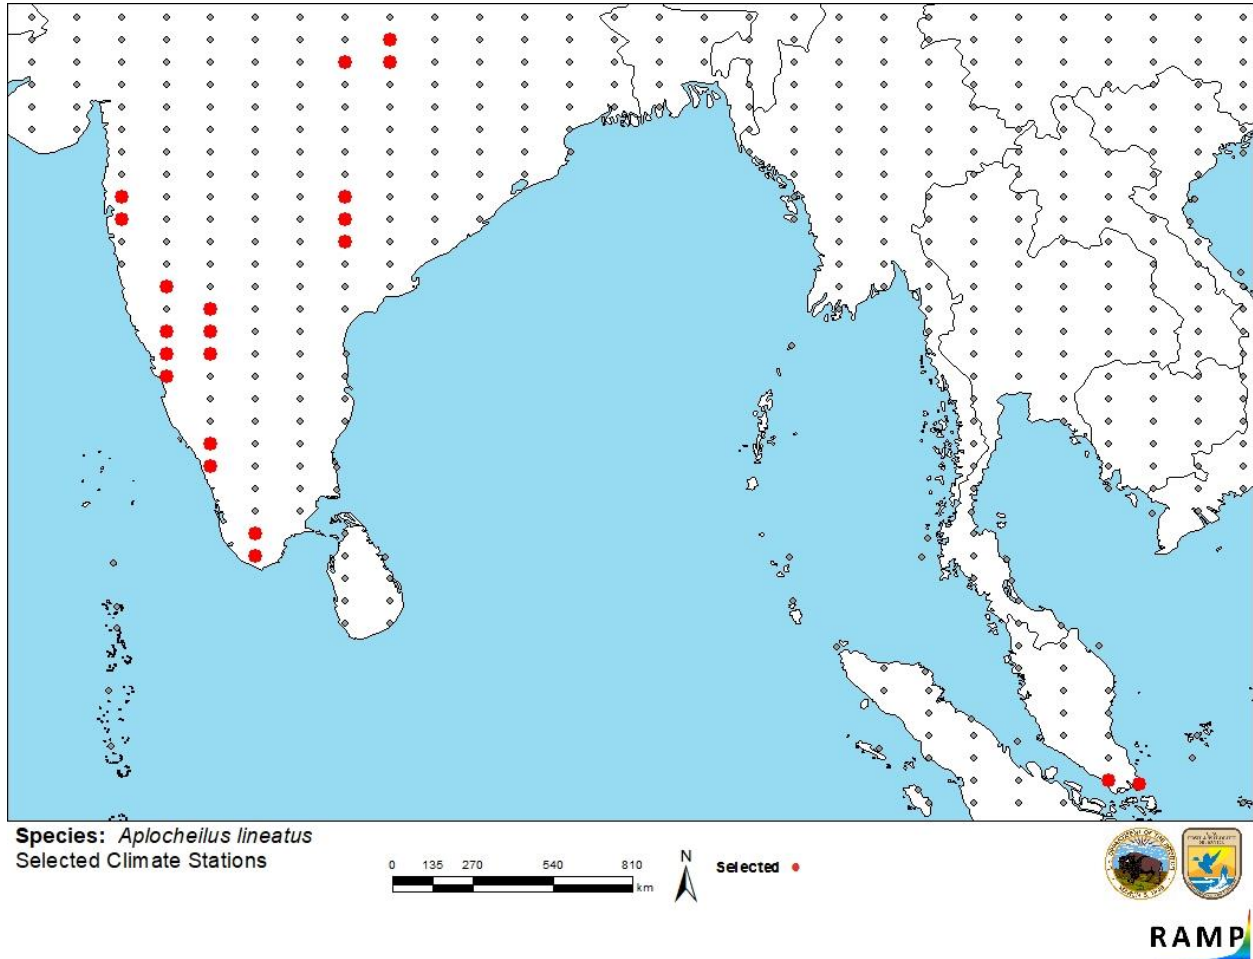 Species: Aplocheilus lineatus
Selected Climate Stations
0 135 270 540 810
km
N
Selected
RAMP